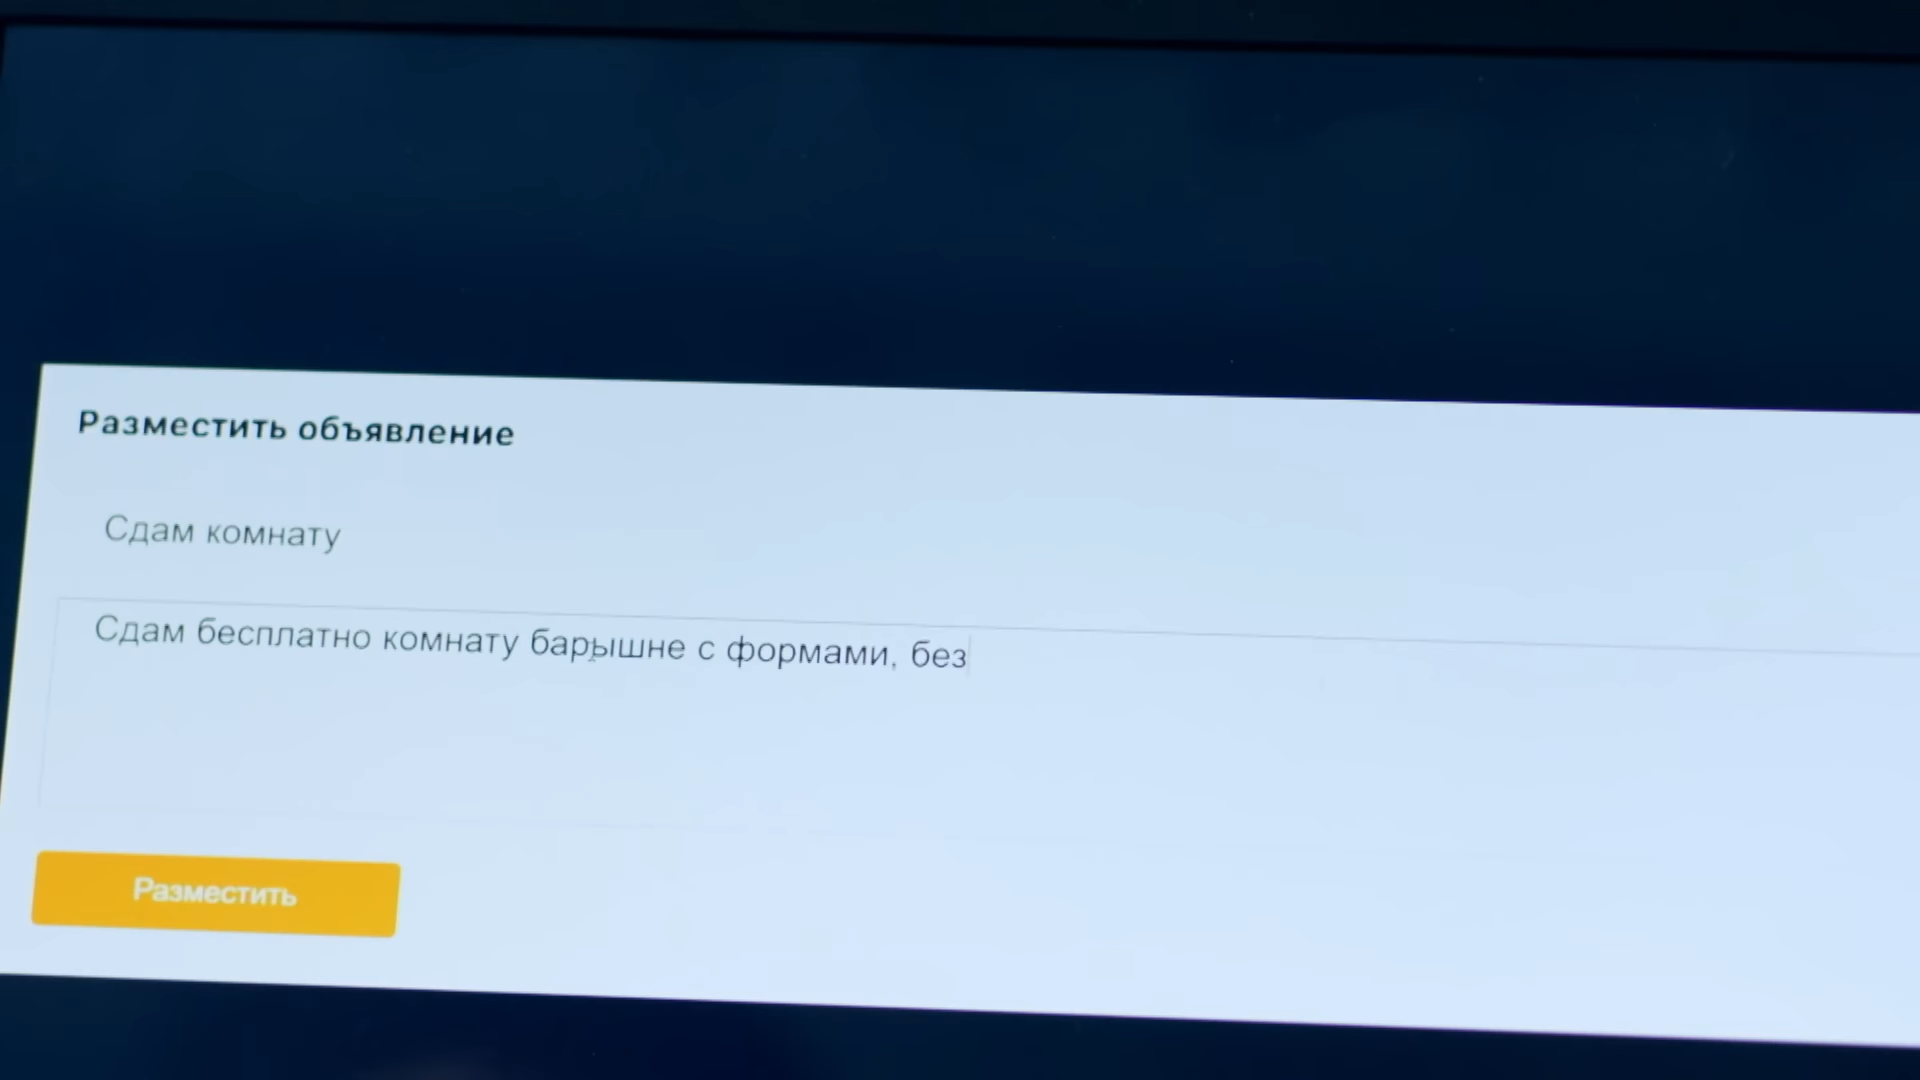 Разместить объявление
Сдам комнату
Сдам бесплатно комнату барышне с формами, без
Разместить